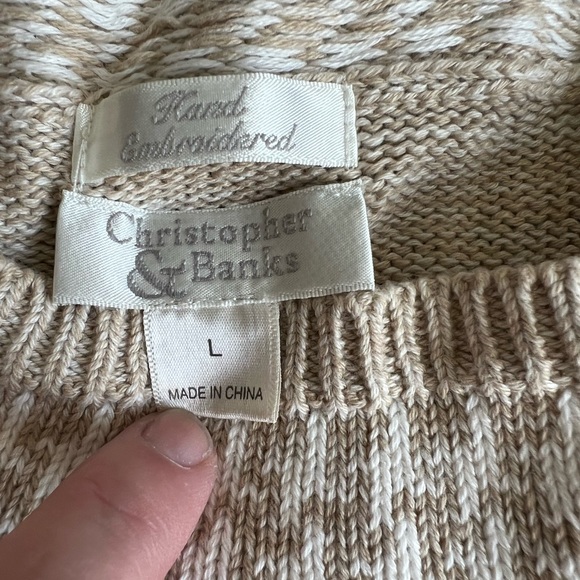 Hand
Embroidered
Christopher
& Banks
L
MADE IN CHINA